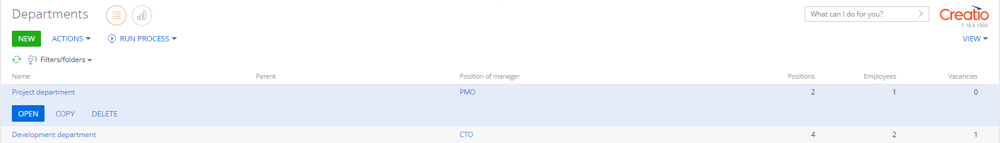 Departments What can I do for you? Creatio
7.18.5.1500
NEW ACTIONS RUN PROCESS VIEW
Filters/folders
Name Parent Position of manager Positions Employees Vacancies
Project department PMO 2 1 0
OPEN COPY DELETE
Development department CTO 4 2 1